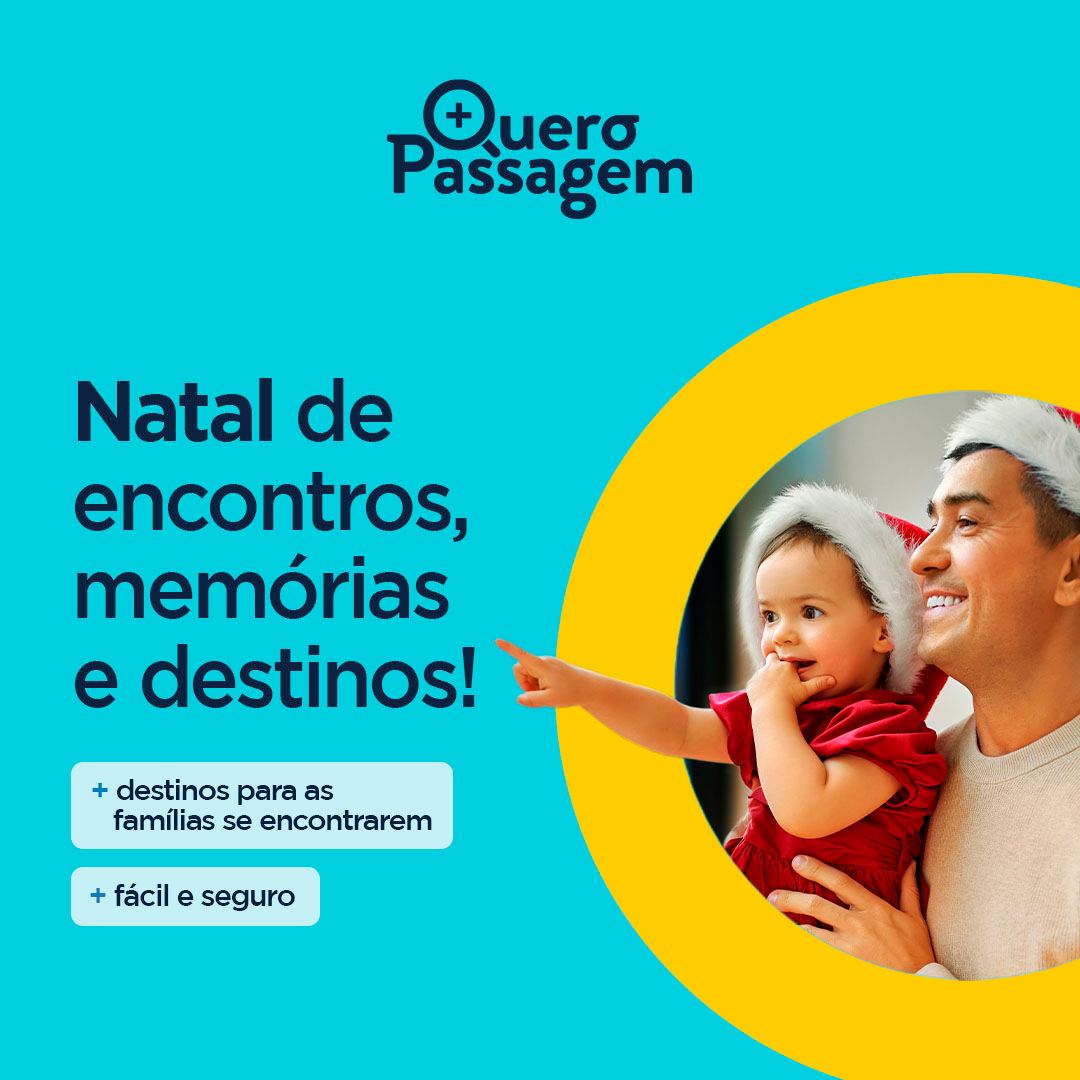 Quero
Passagem
Natal de
encontros,
memórias
e destinos!
+ destinos para as
famílias se encontrarem
+ fácil e seguro